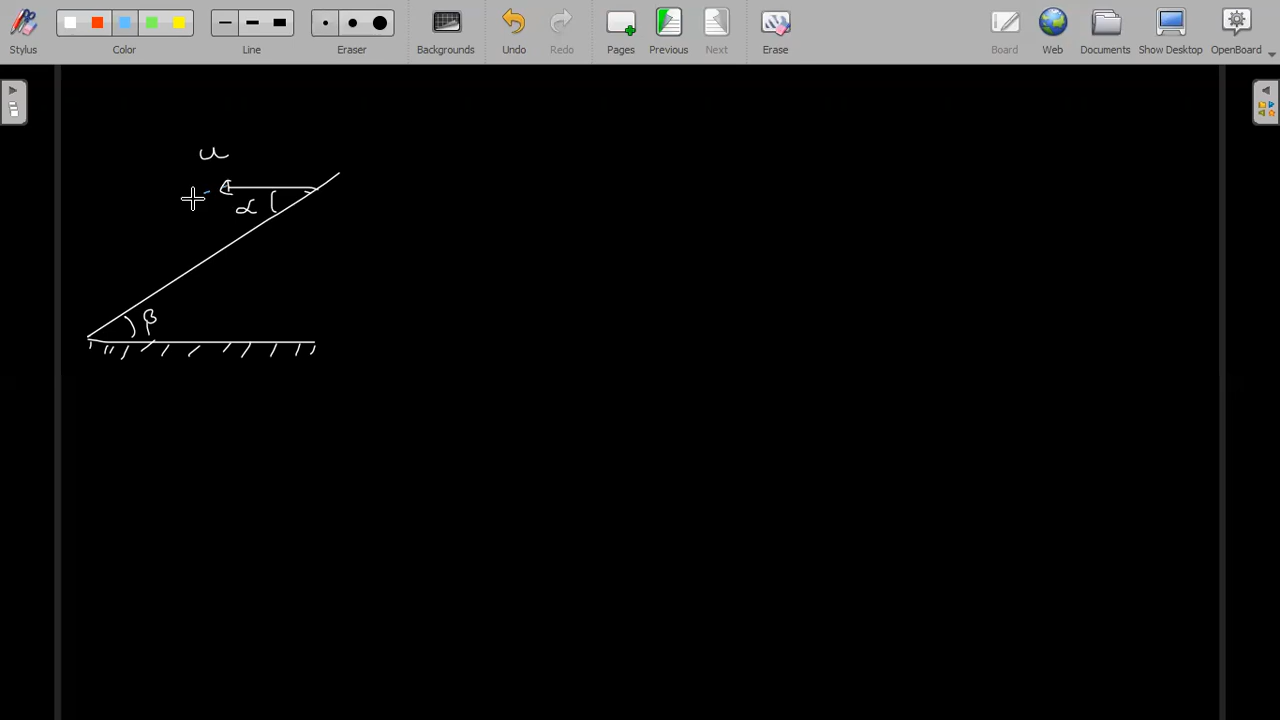 Stylus Color Line Eraser Backgrounds Undo Redo Pages Previous Next Erase Board Web Documents Show Desktop OpenBoard
u
α
β